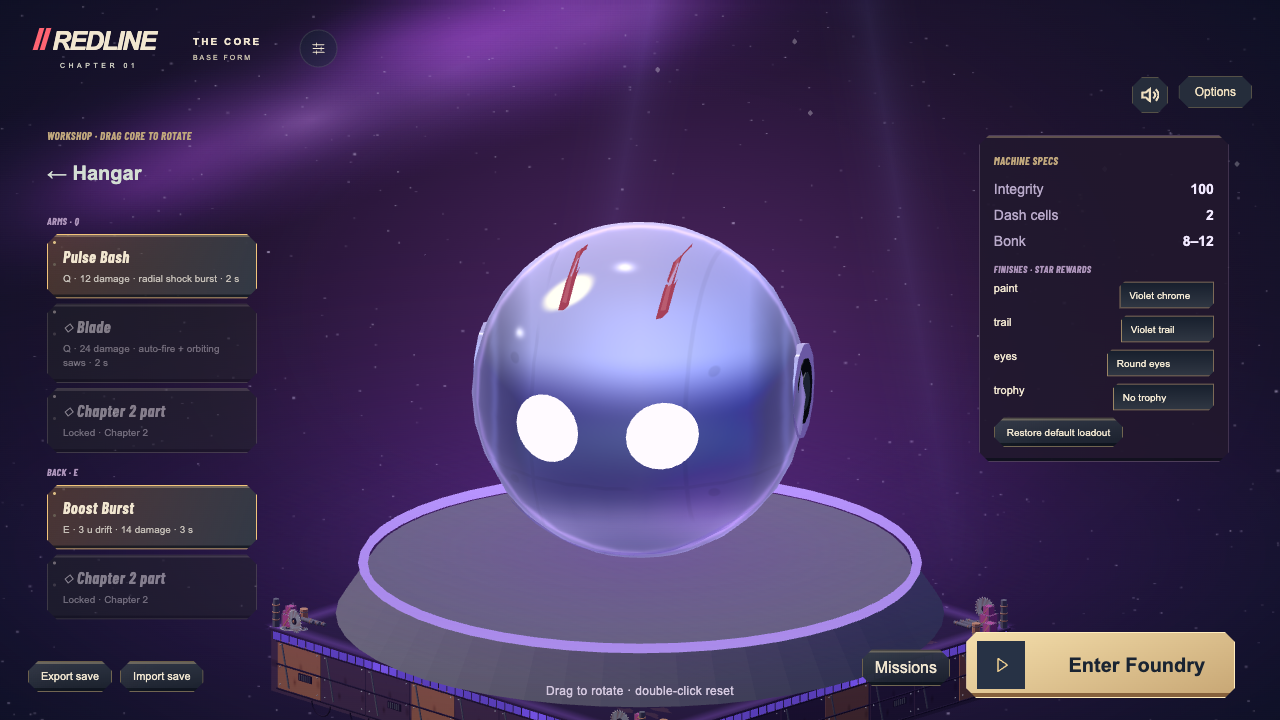 REDLINE
CHAPTER 01
THE CORE
BASE FORM
Options
WORKSHOP · DRAG CORE TO ROTATE
← Hangar
ARMS · Q
Pulse Bash
Q · 12 damage · radial shock burst · 2 s
◇ Blade
Q · 24 damage · auto-fire + orbiting
saws · 2 s
◇ Chapter 2 part
Locked · Chapter 2
BACK · E
Boost Burst
E · 3 u drift · 14 damage · 3 s
◇ Chapter 2 part
Locked · Chapter 2
Export save
Import save
MACHINE SPECS
Integrity 100
Dash cells 2
Bonk 8–12
FINISHES · STAR REWARDS
paint Violet chrome
trail Violet trail
eyes Round eyes
trophy No trophy
Restore default loadout
Missions
Enter Foundry
Drag to rotate · double-click reset